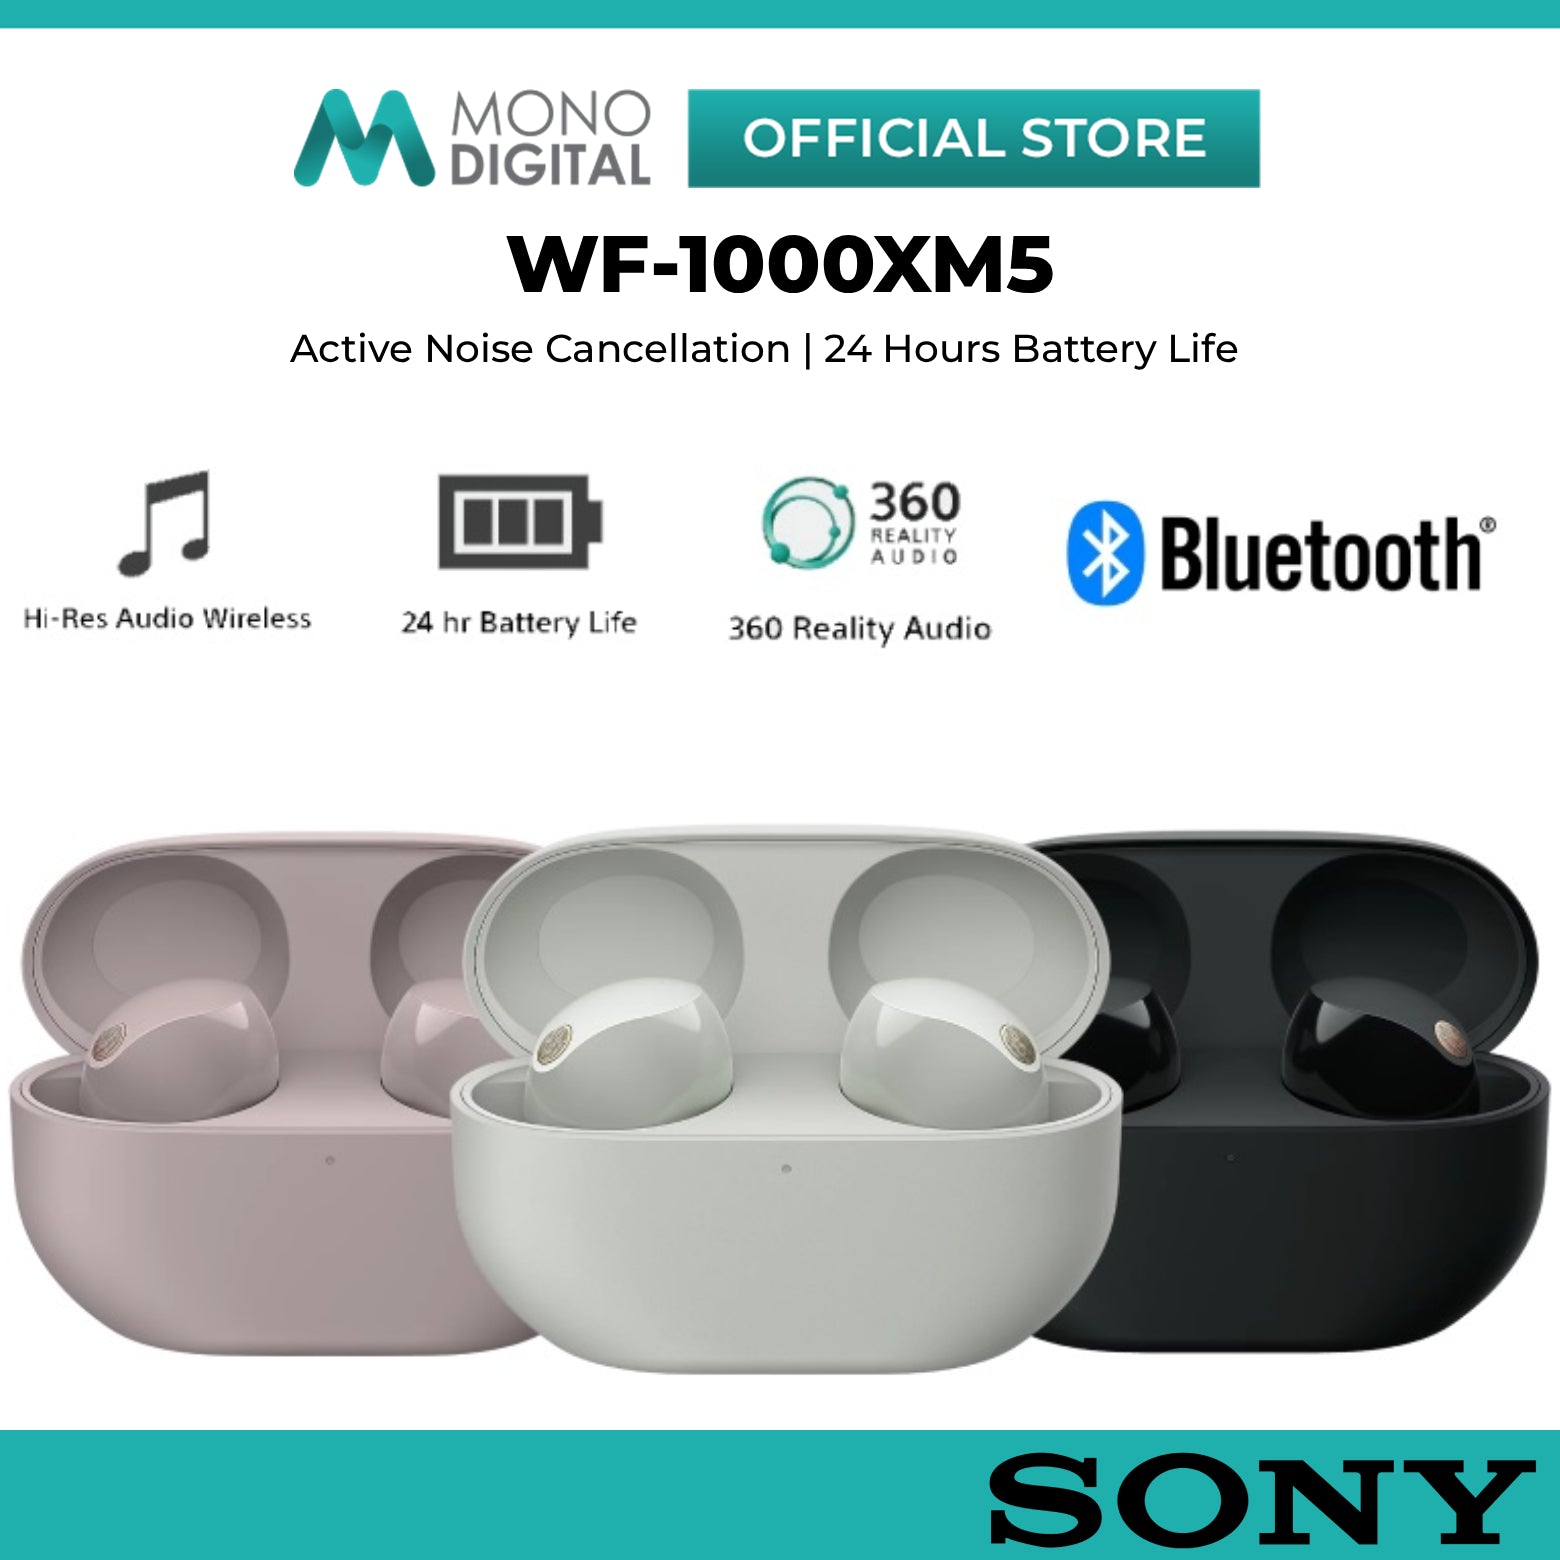 MONO
DIGITAL
OFFICIAL STORE
WF-1000XM5
Active Noise Cancellation | 24 Hours Battery Life
Hi-Res Audio Wireless
24 hr Battery Life
360
REALITY
AUDIO
360 Reality Audio
Bluetooth®
SONY